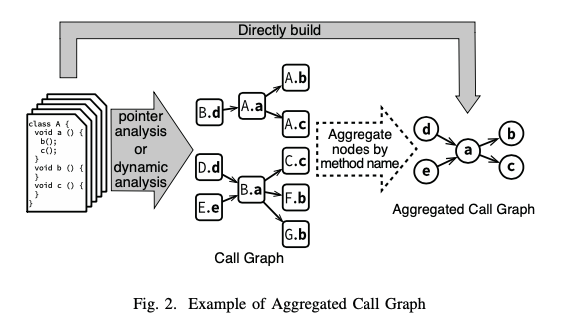 Directly build
class A {
void a () {
b();
c();
}
void b () {
}
void c () {
}
}
pointer
analysis
or
dynamic
analysis
B.d
A.a
A.b
A.c
D.d
E.e
B.a
C.c
F.b
G.b
Call Graph
Aggregate
nodes by
method name.
d
e
a
b
c
Aggregated Call Graph
Fig. 2. Example of Aggregated Call Graph